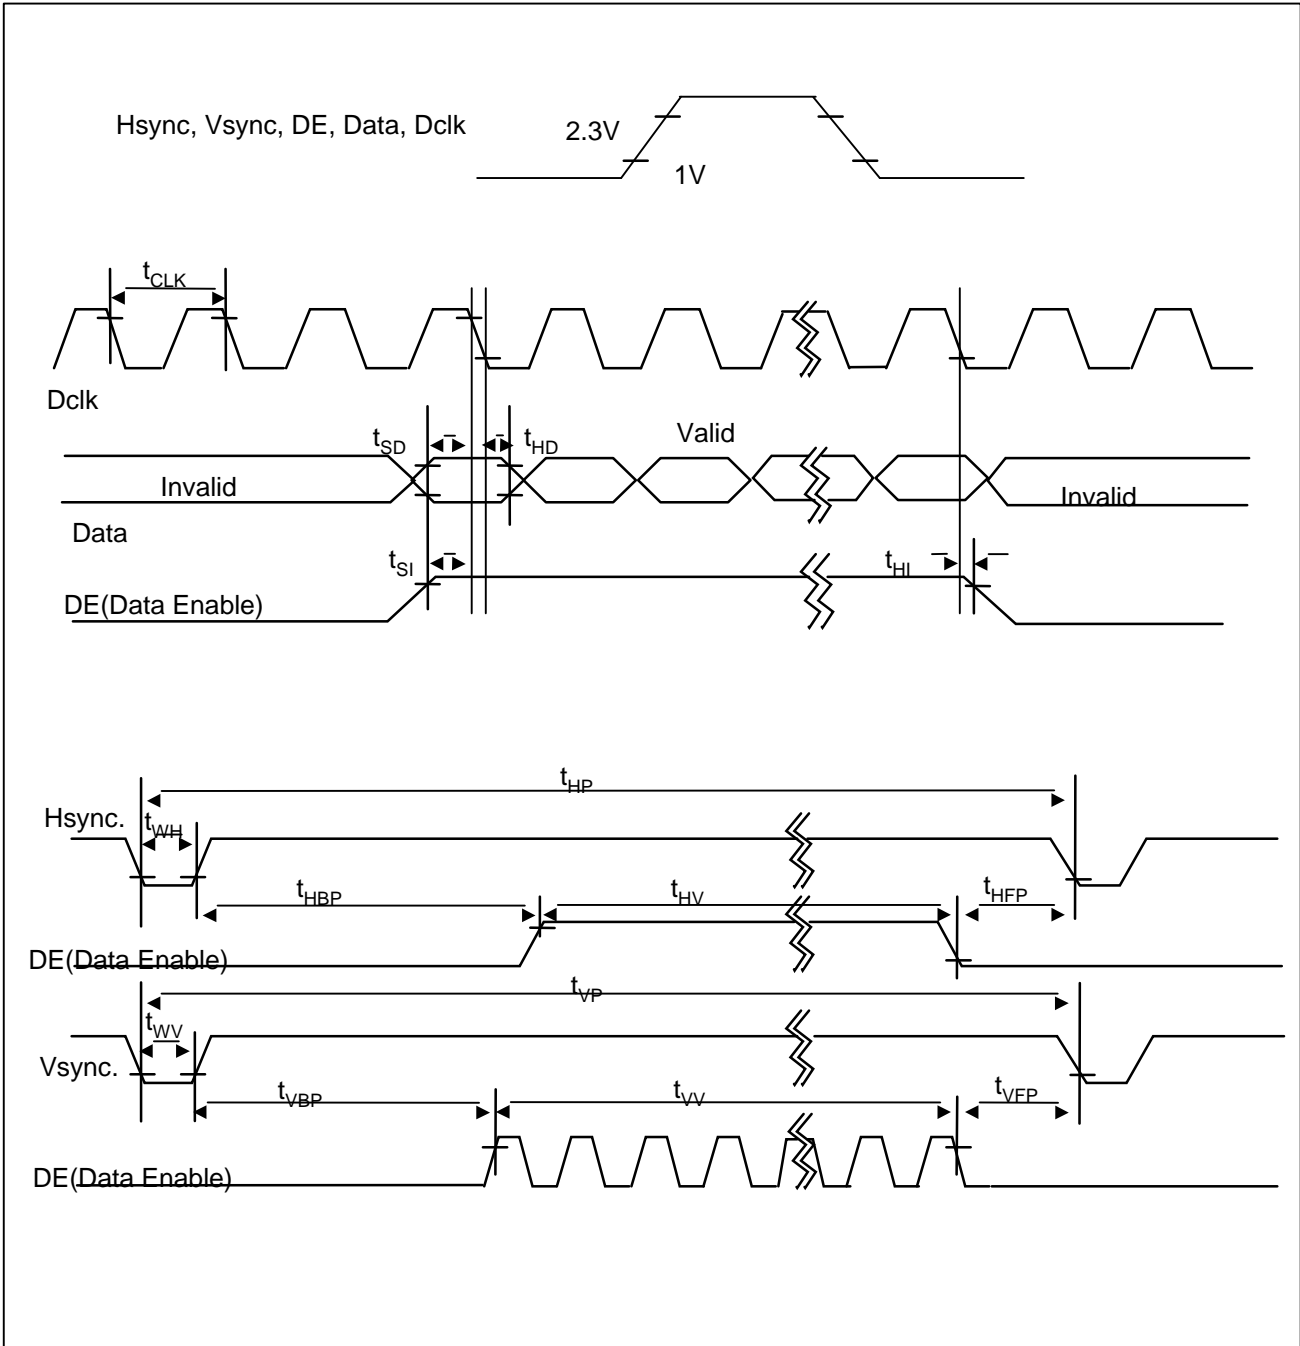 Hsync, Vsync, DE, Data, Dclk
2.3V
1V
tCLK
Dclk
tSD
tHD
Valid
Invalid
Invalid
Data
tSI
tHI
DE(Data Enable)
tHP
Hsync.
tWH
tHBP
tHV
tHFP
DE(Data Enable)
tVP
tWV
Vsync.
tVBP
tVV
tVFP
DE(Data Enable)